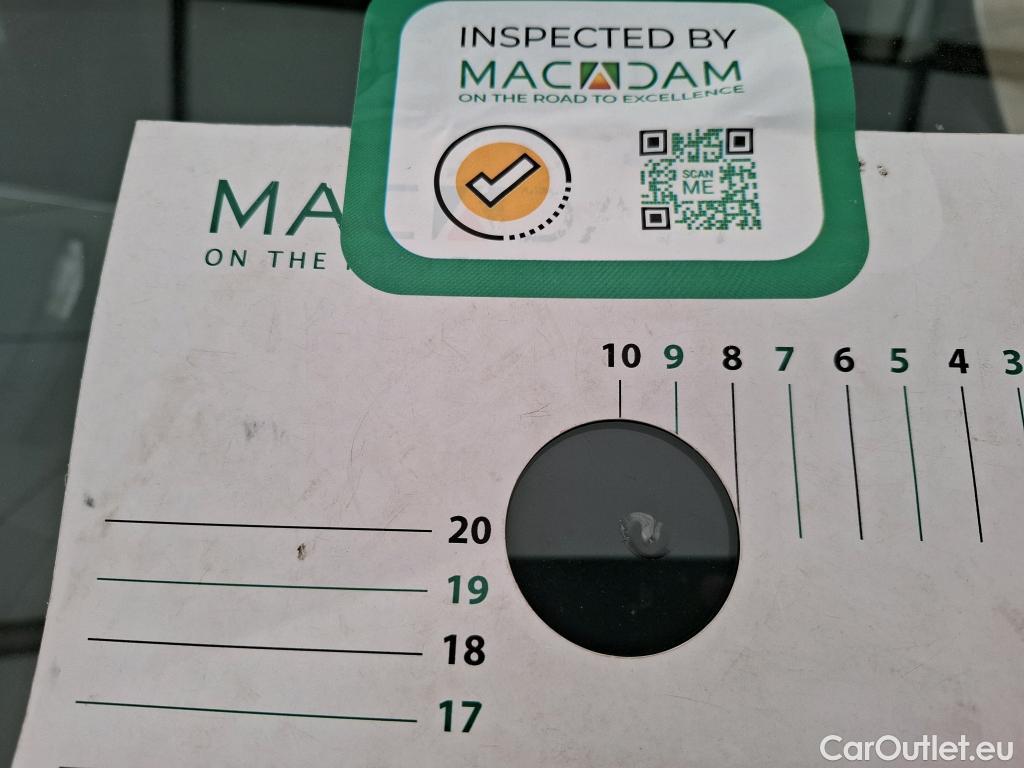 INSPECTED BY
MACADAM
ON THE ROAD TO EXCELLENCE
SCAN
ME
MA
ON THE
10 9 8 7 6 5 4 3
20
19
18
17
CarOutlet.eu